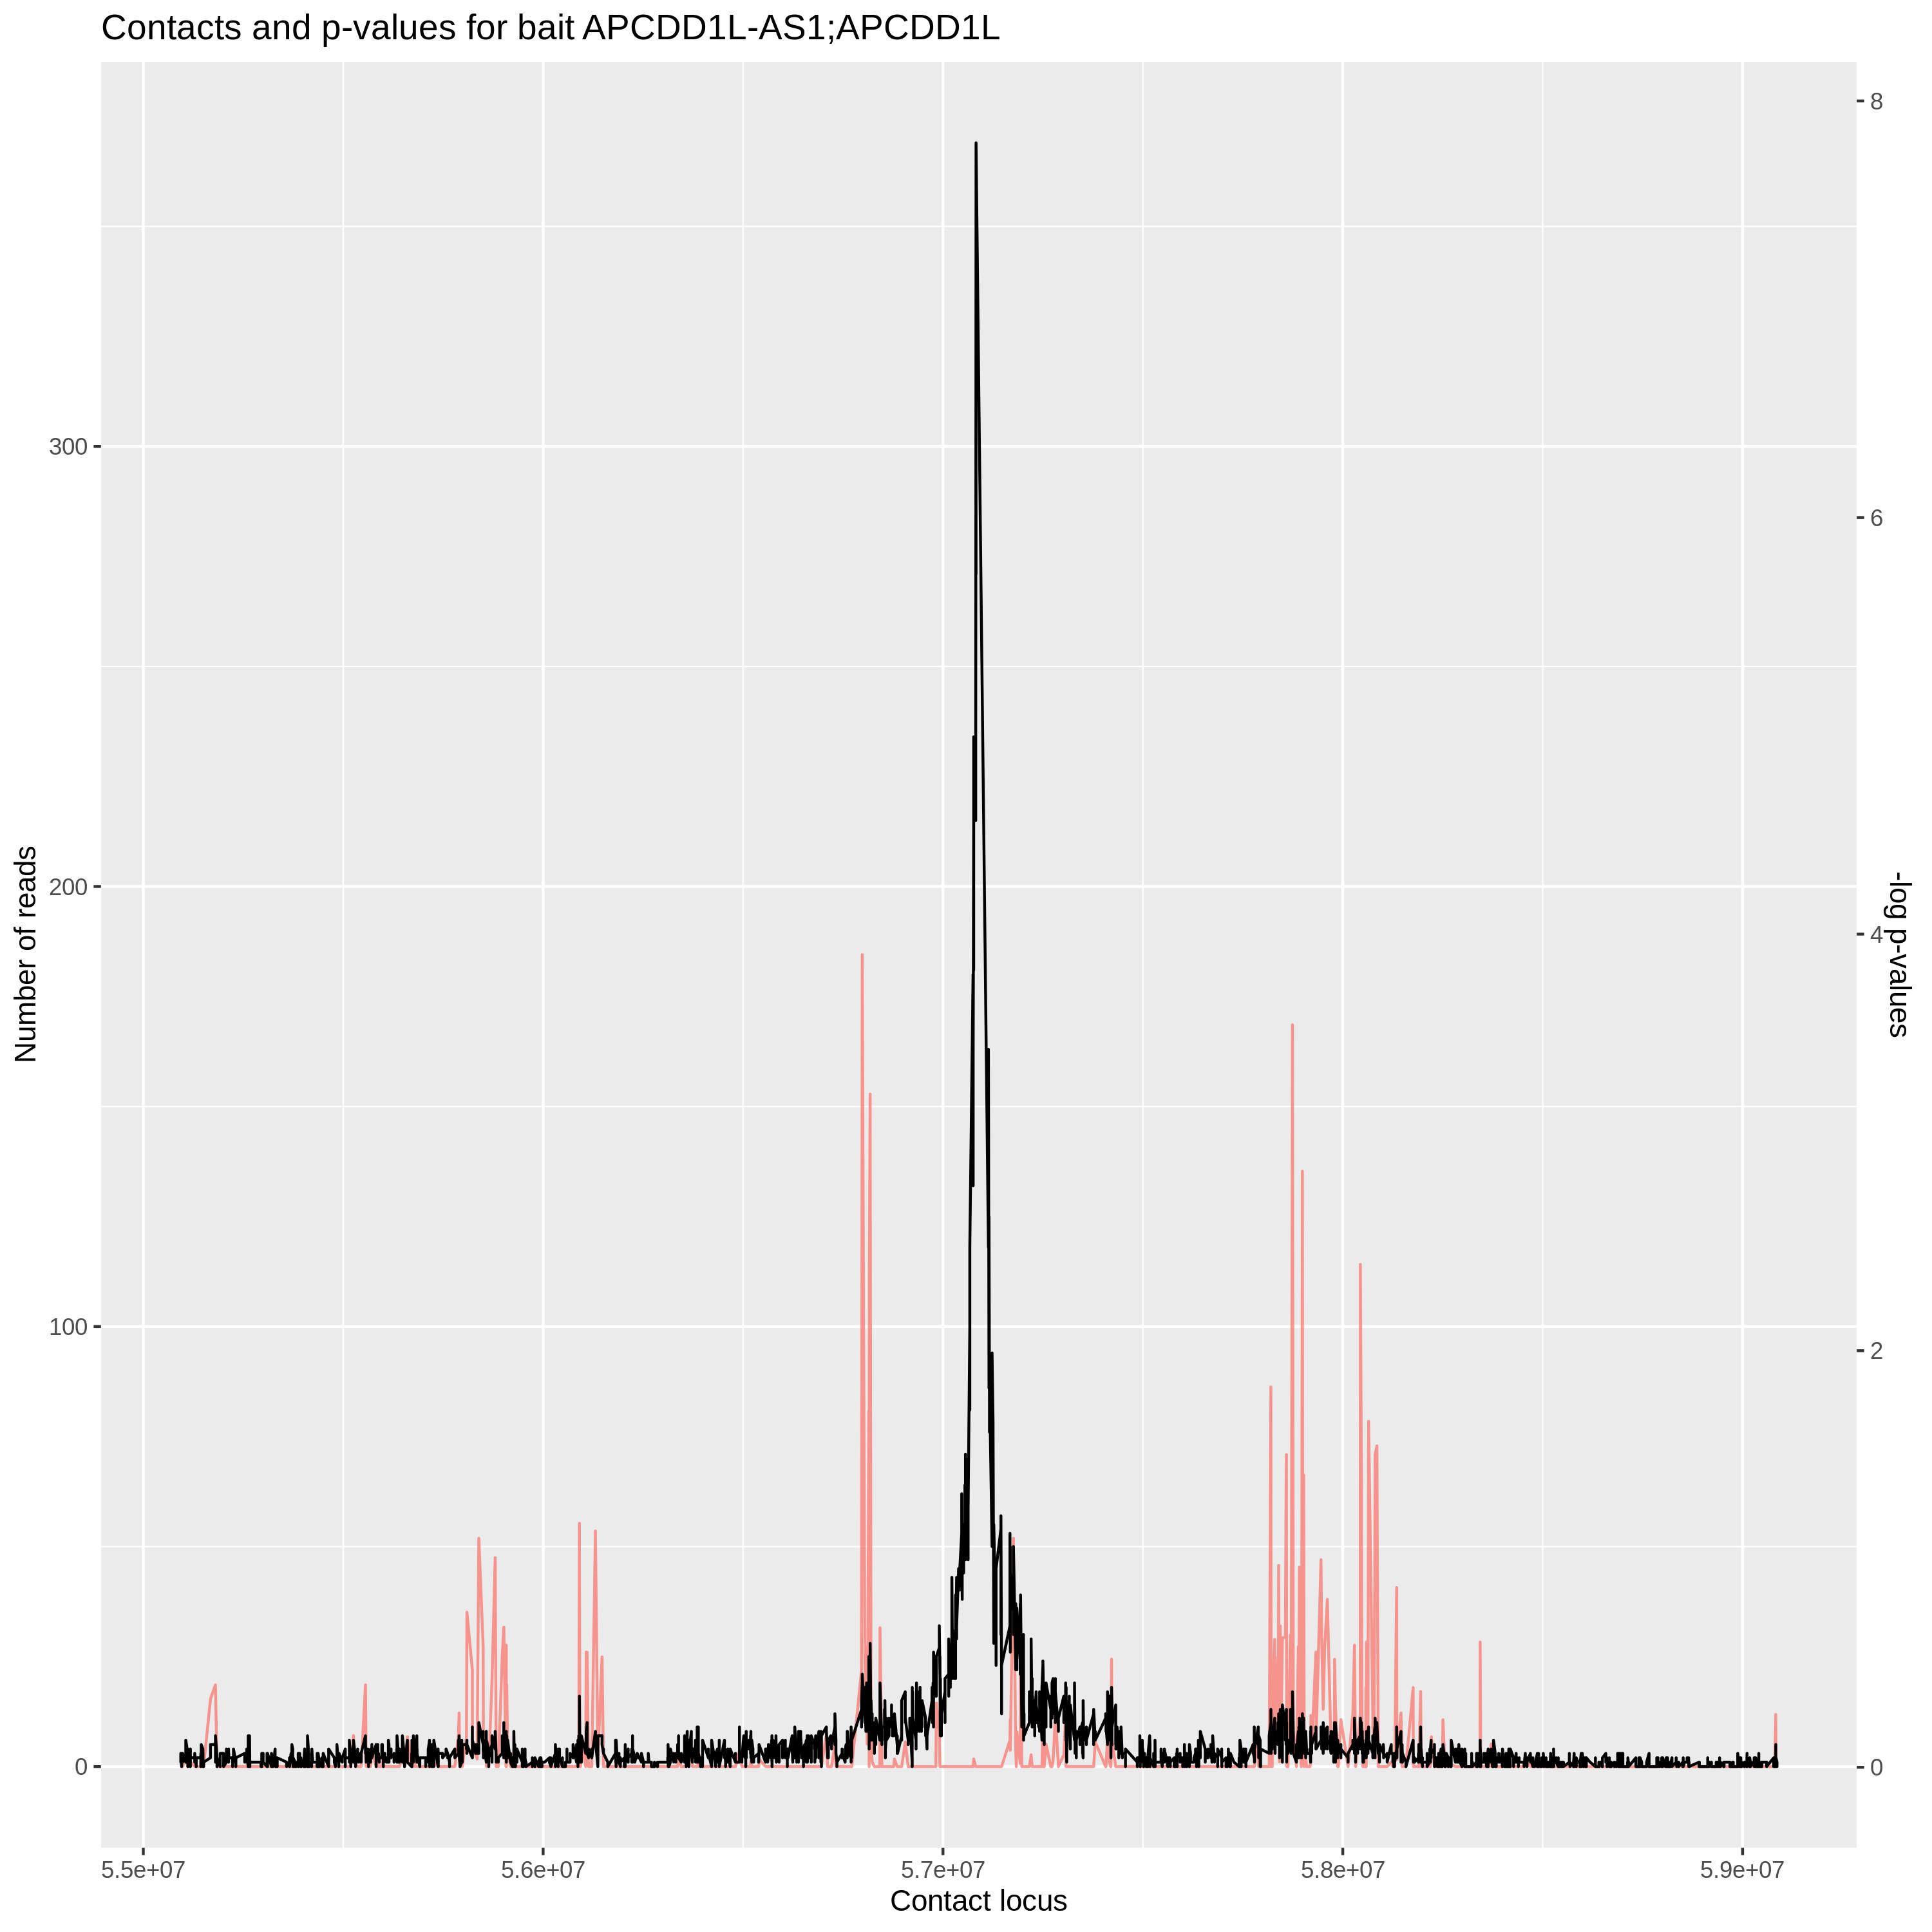 Contacts and p-values for bait APCDD1L-AS1;APCDD1L
Number of reads
300
200
100
0
8
6
4
2
0
-log p-values
5.5e+07
5.6e+07
5.7e+07
5.8e+07
5.9e+07
Contact locus